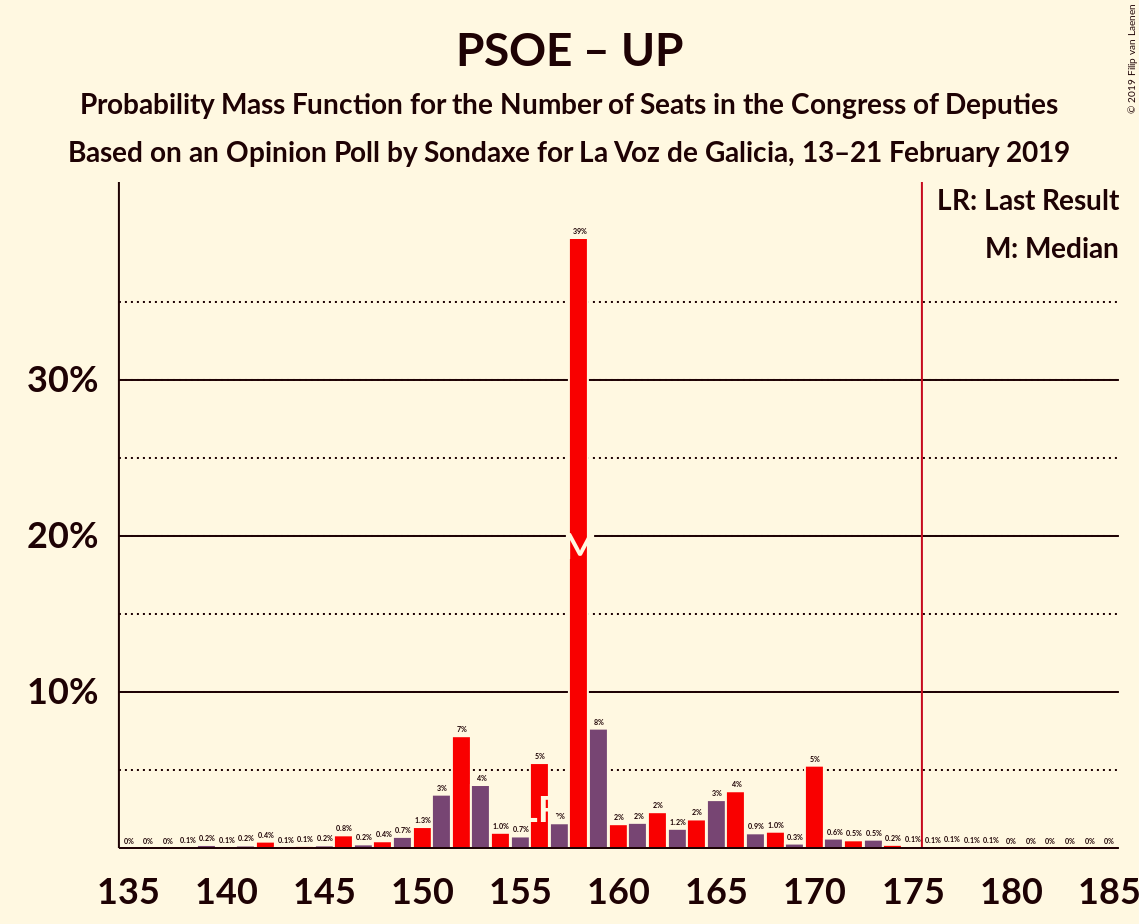 © 2019 Filip van Laenen
PSOE – UP
Probability Mass Function for the Number of Seats in the Congress of Deputies
Based on an Opinion Poll by Sondaxe for La Voz de Galicia, 13–21 February 2019
LR: Last Result
M: Median
39%
30%
20%
M
10%
8%
7%
5%
5%
4%
4%
3%
3%
2%
2%
2%
2%
LR
0% 0% 0% 0.1% 0.2% 0.1% 0.2% 0.4% 0.1% 0.1% 0.2% 0.8% 0.2% 0.4% 0.7% 1.3% 1.0% 0.7% 1.2% 0.9% 1.0% 0.3% 0.6% 0.5% 0.5% 0.2% 0.1% 0.1% 0.1% 0.1% 0.1% 0% 0% 0% 0% 0% 0%
135 140 145 150 155 160 165 170 175 180 185